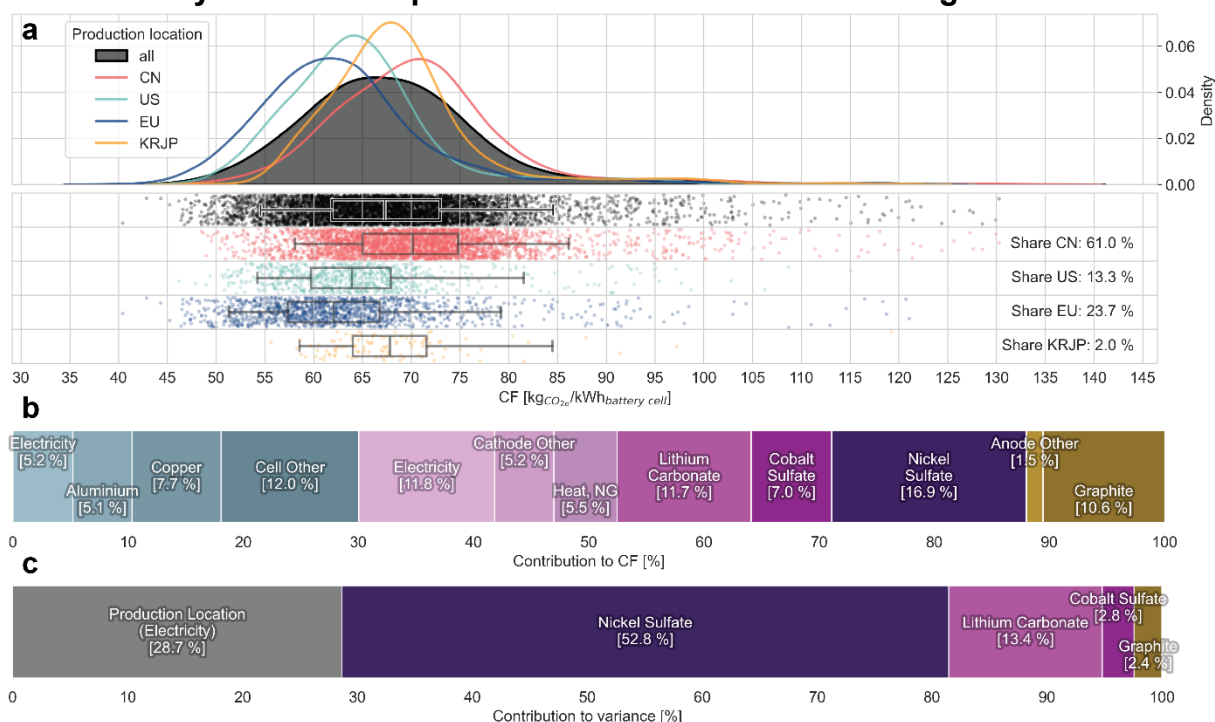 a
Production location
all
CN
US
EU
KRJP
0.06
0.04
0.02
0.00
Density
Share CN: 61.0 %
Share US: 13.3 %
Share EU: 23.7 %
Share KRJP: 2.0 %
30 35 40 45 50 55 60 65 70 75 80 85 90 95 100 105 110 115 120 125 130 135 140 145
CF [kgCO2e/kWhbattery cell]
b
Electricity
[5.2 %]
Aluminium
[5.1 %]
Copper
[7.7 %]
Cell Other
[12.0 %]
Electricity
[11.8 %]
Cathode Other
[5.2 %]
Heat, NG
[5.5 %]
Lithium
Carbonate
[11.7 %]
Cobalt
Sulfate
[7.0 %]
Nickel
Sulfate
[16.9 %]
Anode Other
[1.5 %]
Graphite
[10.6 %]
0 10 20 30 40 50 60 70 80 90 100
Contribution to CF [%]
c
Production Location
(Electricity)
[28.7 %]
Nickel Sulfate
[52.8 %]
Lithium Carbonate
[13.4 %]
Cobalt Sulfate
[2.8 %]
Graphite
[2.4 %]
0 10 20 30 40 50 60 70 80 90 100
Contribution to variance [%]